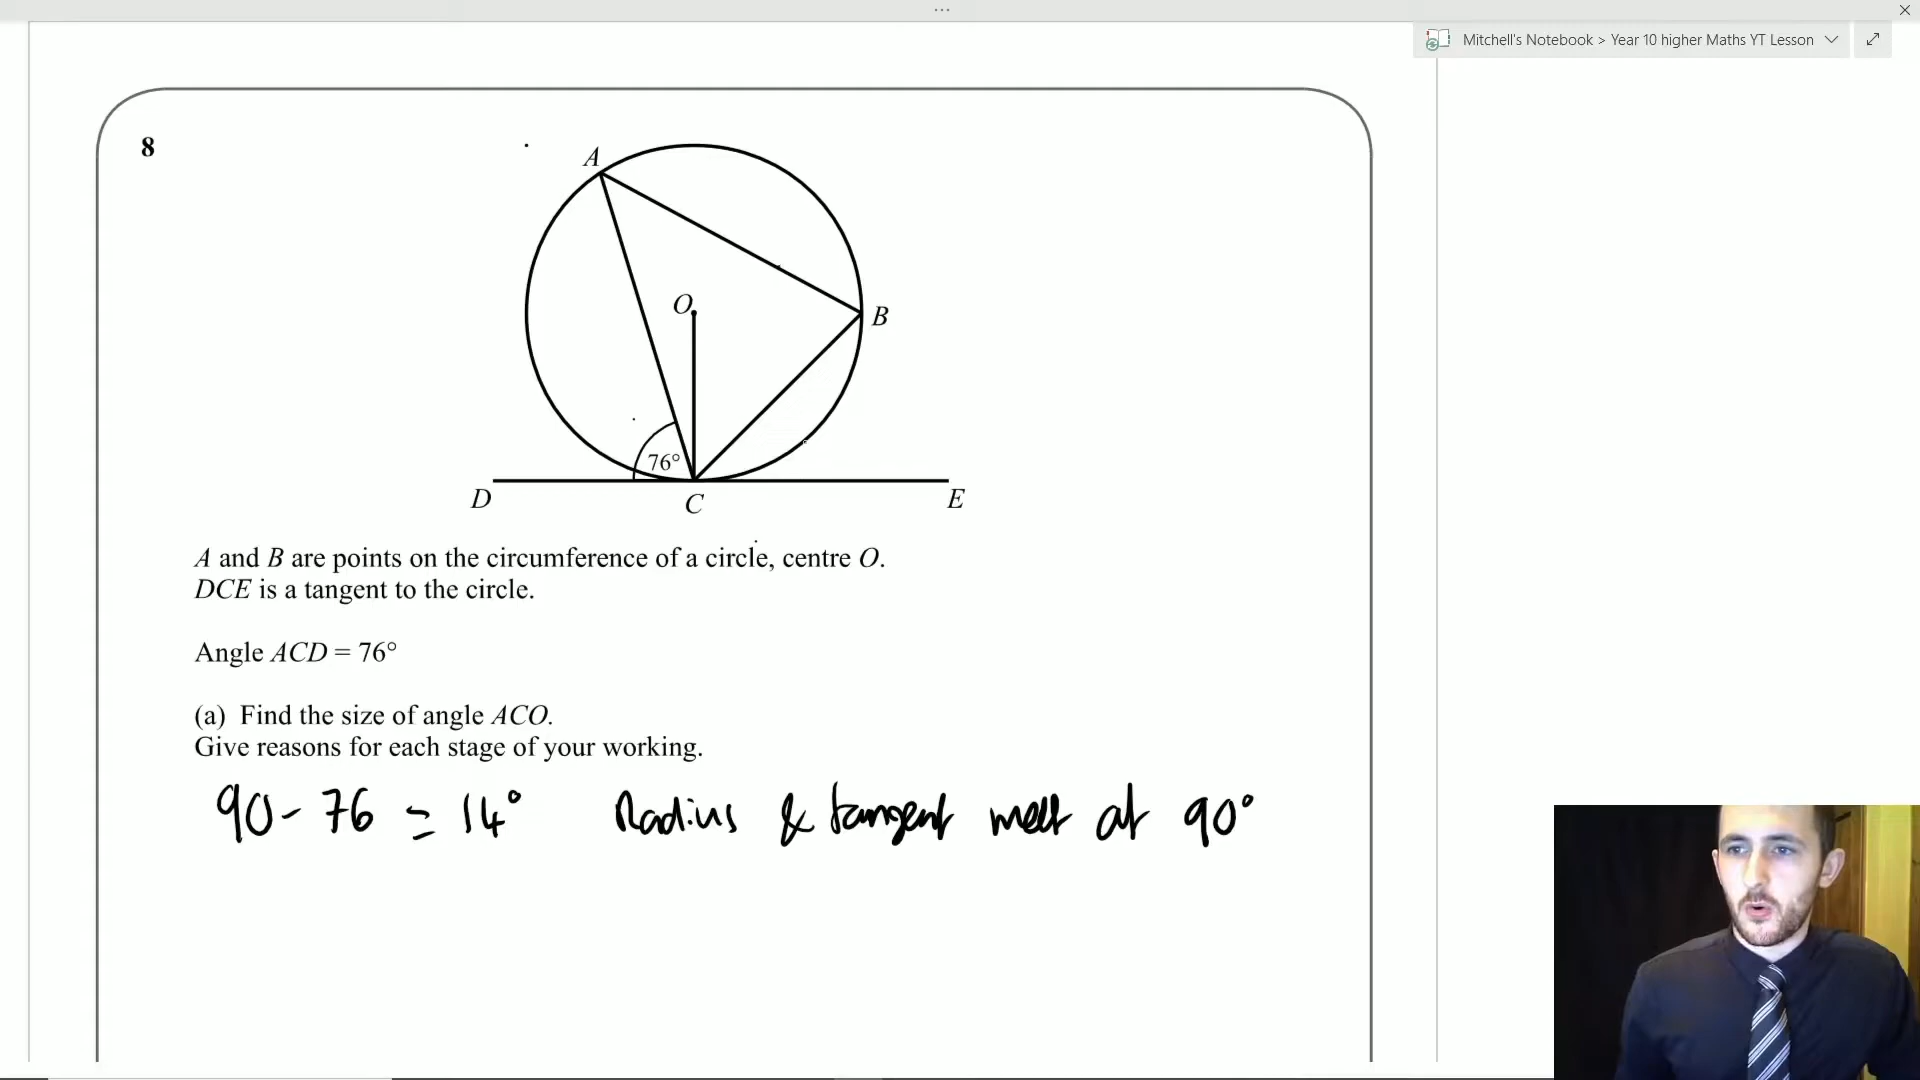 Mitchell's Notebook > Year 10 higher Maths YT Lesson
8
A
O
B
76°
D
C
E
A and B are points on the circumference of a circle, centre O.
DCE is a tangent to the circle.
Angle ACD = 76°
(a) Find the size of angle ACO.
Give reasons for each stage of your working.
90 - 76 = 14° Radius & tangent meet at 90°